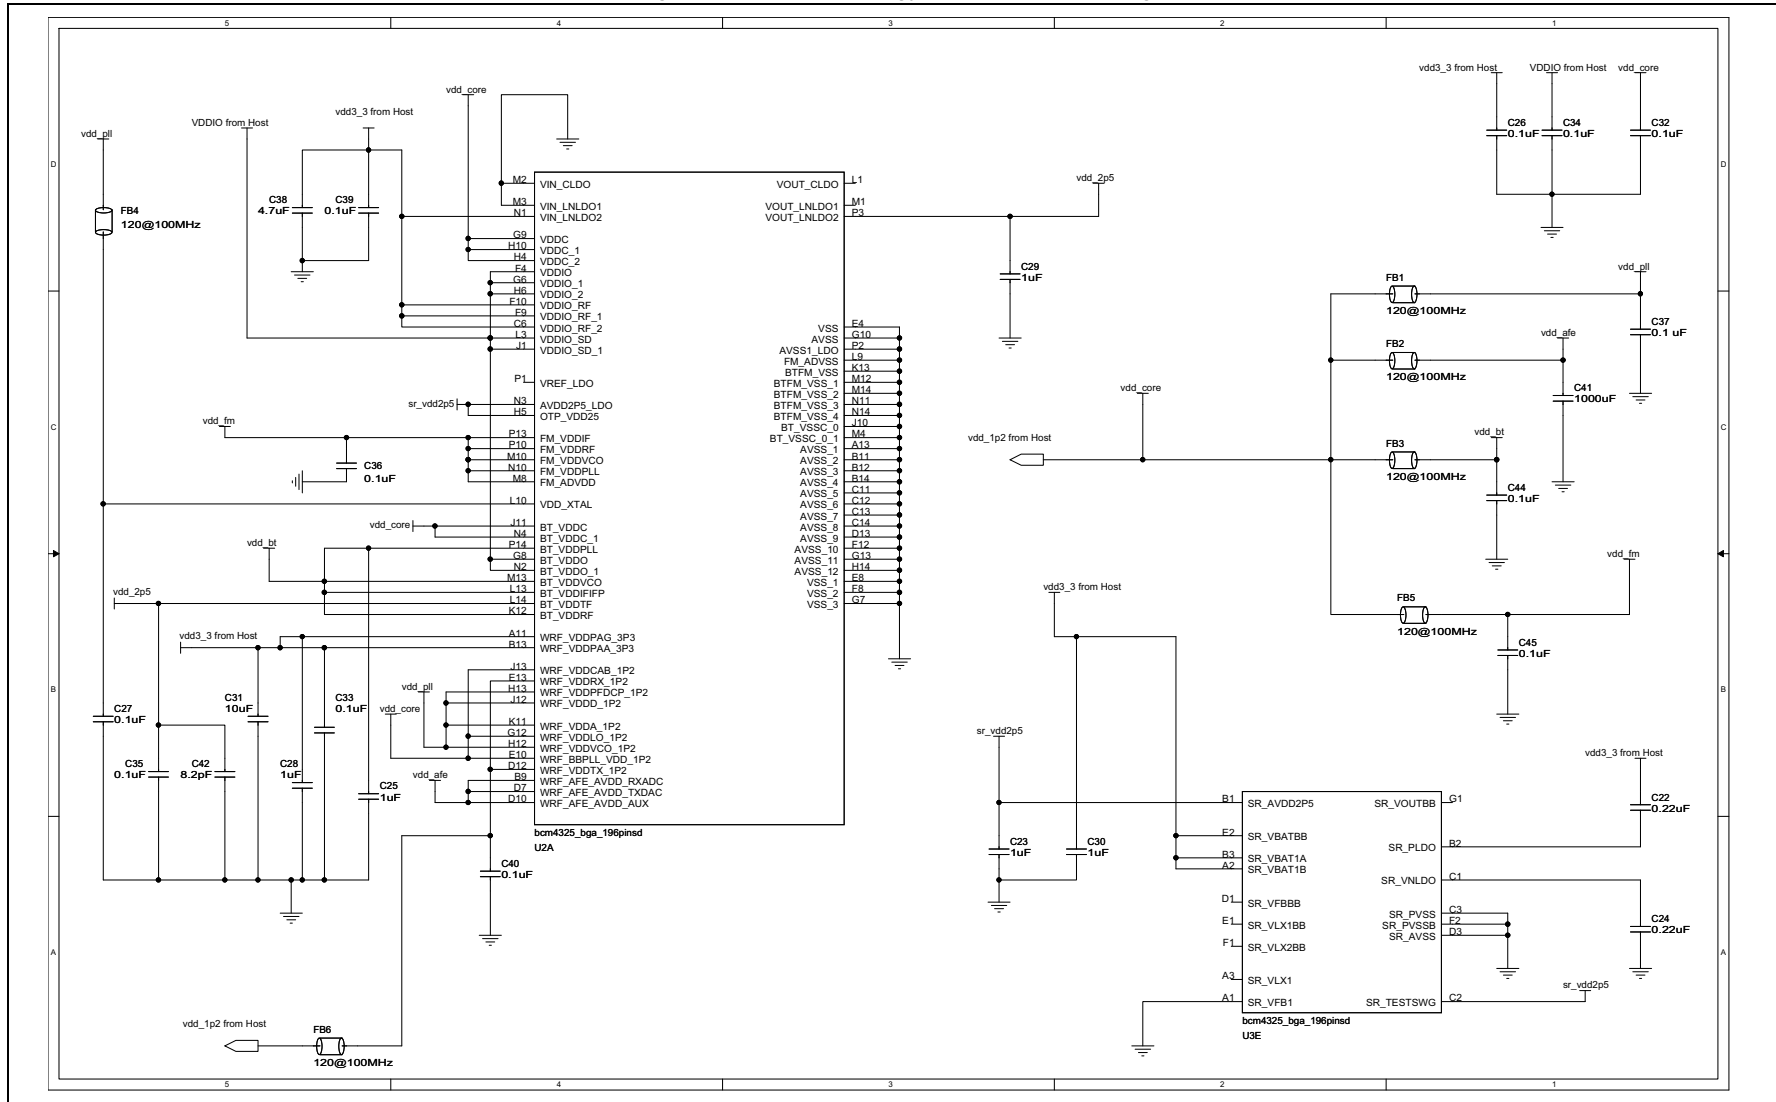 5 4 3 2 1
vdd_pll
FB4
120@100MHz
VDDIO from Host
vdd3_3 from Host
C38
4.7uF
C39
0.1uF
vdd_core
vdd3_3 from Host
VDDIO from Host
vdd_core
C26
0.1uF
C34
0.1uF
C32
0.1uF
D
D
M2 VIN_CLDO
M3 VIN_LNLDO1
N1 VIN_LNLDO2
G9 VDDC
H10 VDDC_1
H4 VDDC_2
F4 VDDIO
G6 VDDIO_1
H6 VDDIO_2
F10 VDDIO_RF
F9 VDDIO_RF_1
C6 VDDIO_RF_2
L3 VDDIO_SD
J1 VDDIO_SD_1
P1 VREF_LDO
sr_vdd2p5
N3 AVDD2P5_LDO
H5 OTP_VDD25
vdd_fm
C36
0.1uF
P13 FM_VDDIF
P10 FM_VDDRF
M10 FM_VDDVCO
N10 FM_VDDPLL
M8 FM_ADVDD
L10 VDD_XTAL
vdd_core
J11 BT_VDDC
N4 BT_VDDC_1
vdd_bt
P14 BT_VDDPLL
G8 BT_VDDO
N2 BT_VDDO_1
M13 BT_VDDVCO
L13 BT_VDDIFIFP
vdd_2p5
L14 BT_VDDTF
K12 BT_VDDRF
vdd3_3 from Host
A11 WRF_VDDPAG_3P3
B13 WRF_VDDPAA_3P3
J13 WRF_VDDCAB_1P2
E13 WRF_VDDRX_1P2
vdd_pll
H13 WRF_VDDPFDCP_1P2
J12 WRF_VDDD_1P2
vdd_core
K11 WRF_VDDA_1P2
G12 WRF_VDDLO_1P2
H12 WRF_VDDVCO_1P2
E10 WRF_BBPLL_VDD_1P2
D12 WRF_VDDTX_1P2
vdd_afe
B9 WRF_AFE_AVDD_RXADC
D7 WRF_AFE_AVDD_TXDAC
D10 WRF_AFE_AVDD_AUX
bcm4325_bga_196pinsd
U2A
VOUT_CLDO L1
VOUT_LNLDO1 M1
VOUT_LNLDO2 P3
VSS E4
AVSS G10
AVSS1_LDO P2
FM_ADVSS L9
BTFM_VSS K13
BTFM_VSS_1 M12
BTFM_VSS_2 M14
BTFM_VSS_3 N11
BTFM_VSS_4 N14
BT_VSSC_0 J10
BT_VSSC_0_1 M4
AVSS_1 A13
AVSS_2 B11
AVSS_3 B12
AVSS_4 B14
AVSS_5 C11
AVSS_6 C12
AVSS_7 C13
AVSS_8 C14
AVSS_9 D13
AVSS_10 F12
AVSS_11 G13
AVSS_12 H14
VSS_1 E8
VSS_2 F8
VSS_3 G7
vdd_2p5
C29
1uF
C
C
vdd_core
vdd_1p2 from Host
FB1
120@100MHz
vdd_pll
C37
0.1 uF
FB2
120@100MHz
vdd_afe
C41
1000uF
FB3
120@100MHz
vdd_bt
C44
0.1uF
FB5
120@100MHz
vdd_fm
C45
0.1uF
B
B
C27
0.1uF
C35
0.1uF
C42
8.2pF
C31
10uF
C28
1uF
C33
0.1uF
C25
1uF
C40
0.1uF
vdd_1p2 from Host
FB6
120@100MHz
vdd3_3 from Host
sr_vdd2p5
C23
1uF
C30
1uF
B1 SR_AVDD2P5
E2 SR_VBATBB
B3 SR_VBAT1A
A2 SR_VBAT1B
D1 SR_VFBBB
E1 SR_VLX1BB
F1 SR_VLX2BB
A3 SR_VLX1
A1 SR_VFB1
SR_VOUTBB G1
SR_PLDO B2
SR_VNLDO C1
SR_PVSS C3
SR_PVSSB F2
SR_AVSS D3
SR_TESTSWG C2
bcm4325_bga_196pinsd
U3E
vdd3_3 from Host
C22
0.22uF
C24
0.22uF
sr_vdd2p5
A
A
5 4 3 2 1